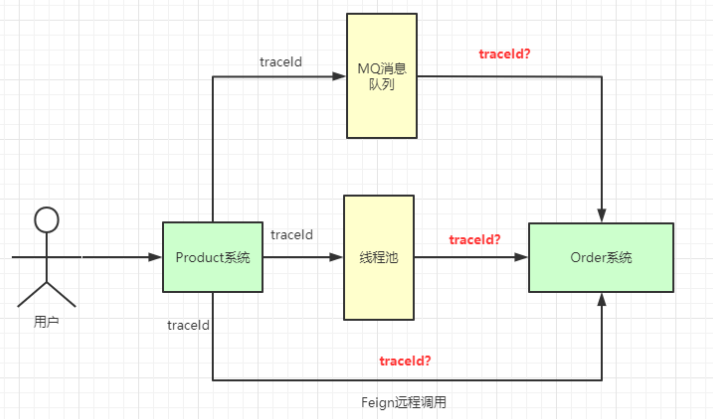 traceId
MQ消息
队列
traceId?
Product系统
traceId
线程池
traceId?
Order系统
用户
traceId
traceId?
Feign远程调用